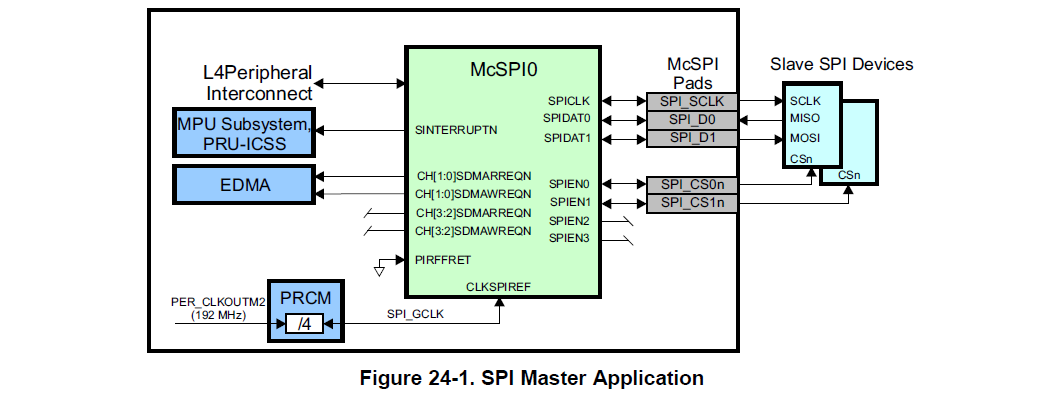 L4Peripheral
Interconnect
MPU Subsystem,
PRU-ICSS
EDMA
McSPI0
SINTERRUPTN
CH[1:0]SDMARREQN
CH[1:0]SDMAWREQN
CH[3:2]SDMARREQN
CH[3:2]SDMAWREQN
PIRFFRET
CLKSPIREF
SPICLK
SPIDAT0
SPIDAT1
SPIEN0
SPIEN1
SPIEN2
SPIEN3
McSPI
Pads
SPI_SCLK
SPI_D0
SPI_D1
SPI_CS0n
SPI_CS1n
Slave SPI Devices
SCLK
MISO
MOSI
CSn
CSn
PER_CLKOUTM2
(192 MHz)
PRCM
/4
SPI_GCLK
Figure 24-1. SPI Master Application